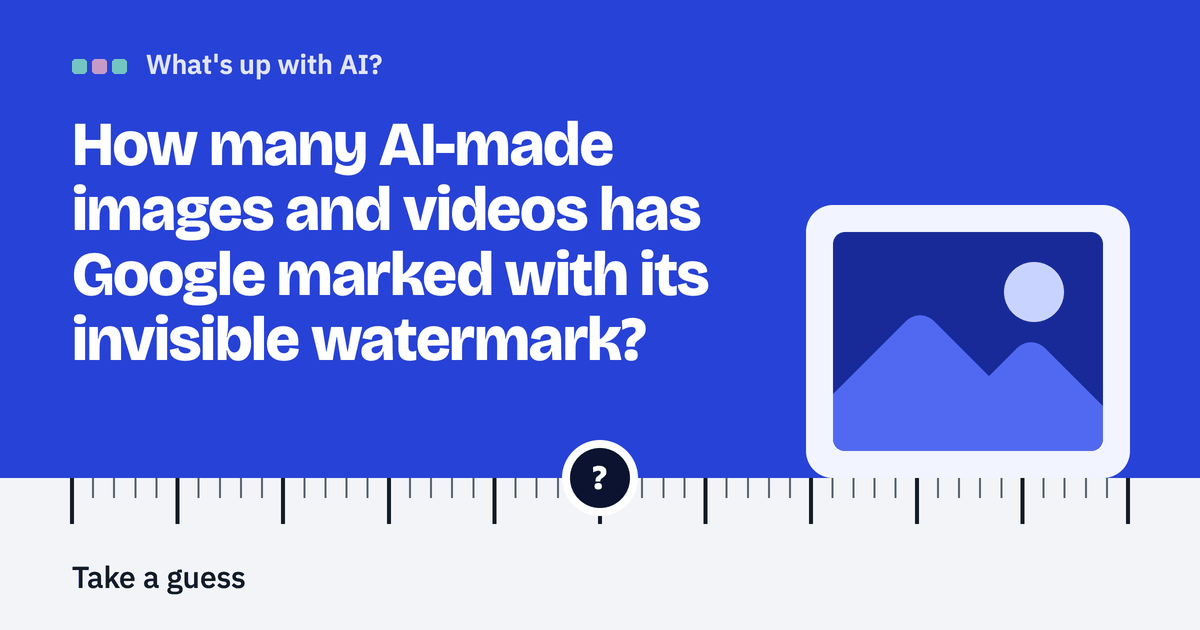 What's up with AI?
How many AI-made
images and videos has
Google marked with its
invisible watermark?
?
Take a guess